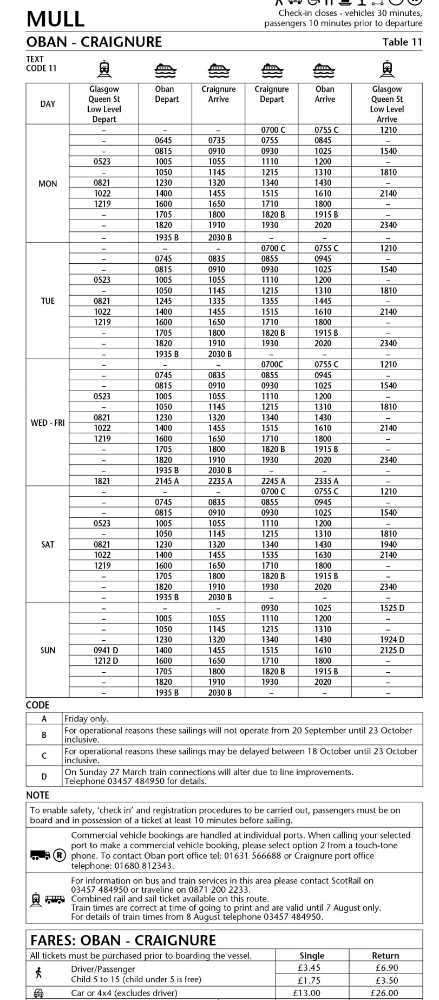 MULL
Check-in closes - vehicles 30 minutes,
passengers 10 minutes prior to departure
OBAN - CRAIGNURE Table 11
TEXT
CODE 11
DAY Glasgow Queen St Low Level Depart Oban Depart Craignure Arrive Craignure Depart Oban Arrive Glasgow Queen St Low Level Arrive
MON
– – – 0700 C 0755 C 1210
– 0645 0735 0755 0845 –
– 0815 0910 0930 1025 1540
0523 1005 1055 1110 1200 –
– 1050 1145 1215 1310 1810
0821 1230 1320 1340 1430 –
1022 1400 1455 1515 1610 2140
1219 1600 1650 1710 1800 –
– 1705 1800 1820 B 1915 B –
– 1820 1910 1930 2020 2340
– 1935 B 2030 B – – –
TUE
– – – 0700 C 0755 C 1210
– 0745 0835 0855 0945 –
– 0815 0910 0930 1025 1540
0523 1005 1055 1110 1200 –
– 1050 1145 1215 1310 1810
0821 1245 1335 1355 1445 –
1022 1400 1455 1515 1610 2140
1219 1600 1650 1710 1800 –
– 1705 1800 1820 B 1915 B –
– 1820 1910 1930 2020 2340
– 1935 B 2030 B – – –
WED - FRI
– – – 0700C 0755 C 1210
– 0745 0835 0855 0945 –
– 0815 0910 0930 1025 1540
0523 1005 1055 1110 1200 –
– 1050 1145 1215 1310 1810
0821 1230 1320 1340 1430 –
1022 1400 1455 1515 1610 2140
1219 1600 1650 1710 1800 –
– 1705 1800 1820 B 1915 B –
– 1820 1910 1930 2020 2340
– 1935 B 2030 B – – –
1821 2145 A 2235 A 2245 A 2335 A –
SAT
– – – 0700 C 0755 C 1210
– 0745 0835 0855 0945 –
– 0815 0910 0930 1025 1540
0523 1005 1055 1110 1200 –
– 1050 1145 1215 1310 1810
0821 1230 1320 1340 1430 1940
1022 1400 1455 1535 1630 2140
1219 1600 1650 1710 1800 –
– 1705 1800 1820 B 1915 B –
– 1820 1910 1930 2020 2340
– 1935 B 2030 B – – –
SUN
– – – 0930 1025 1525 D
– 1005 1055 1110 1200 –
– 1050 1145 1215 1310 –
– 1230 1320 1340 1430 1924 D
0941 D 1400 1455 1515 1610 2125 D
1212 D 1600 1650 1710 1800 –
– 1705 1800 1820 B 1915 B –
– 1820 1910 1930 2020 –
– 1935 B 2030 B – – –
CODE
A Friday only.
B For operational reasons these sailings will not operate from 20 September until 23 October
inclusive.
C For operational reasons these sailings may be delayed between 18 October until 23 October
inclusive.
D On Sunday 27 March train connections will alter due to line improvements.
Telephone 03457 484950 for details.
NOTE
To enable safety, ‘check in’ and registration procedures to be carried out, passengers must be on
board and in possession of a ticket at least 10 minutes before sailing.
Commercial vehicle bookings are handled at individual ports. When calling your selected
port to make a commercial vehicle booking, please select option 2 from a touch-tone
R phone. To contact Oban port office tel: 01631 566688 or Craignure port office
telephone: 01680 812343.
For information on bus and train services in this area please contact ScotRail on
03457 484950 or traveline on 0871 200 2233.
Combined rail and sail ticket available on this route.
Train times are correct at time of going to print and are valid until 7 August only.
For details of train times from 8 August telephone 03457 484950.
FARES: OBAN - CRAIGNURE
All tickets must be purchased prior to boarding the vessel. Single Return
Driver/Passenger £3.45 £6.90
Child 5 to 15 (child under 5 is free) £1.75 £3.50
Car or 4x4 (excludes driver) £13.00 £26.00